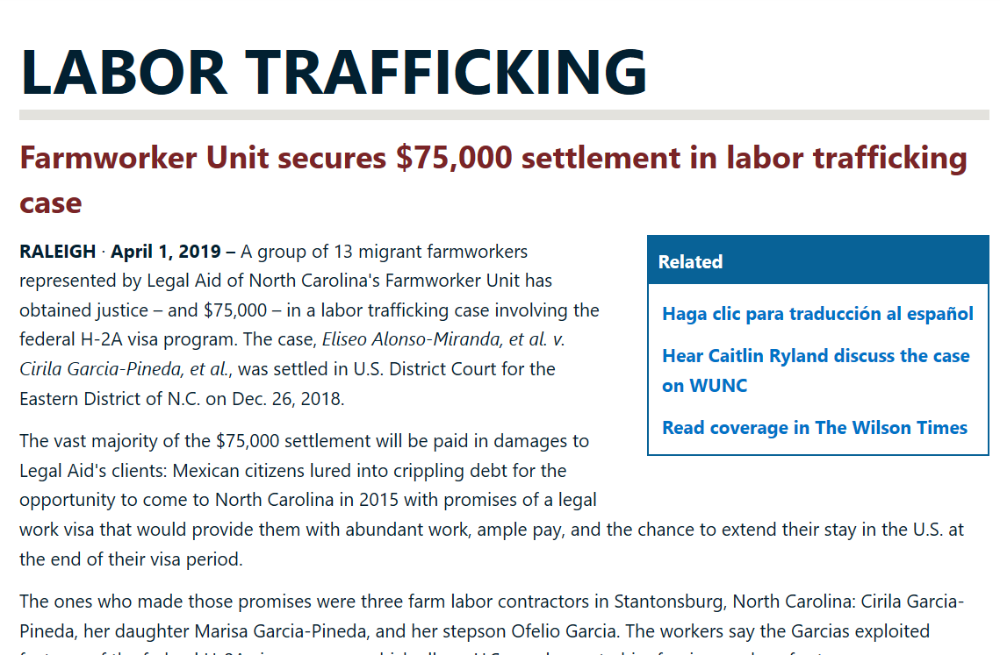 LABOR TRAFFICKING
Farmworker Unit secures $75,000 settlement in labor trafficking
case
RALEIGH · April 1, 2019 – A group of 13 migrant farmworkers
represented by Legal Aid of North Carolina's Farmworker Unit has
obtained justice – and $75,000 – in a labor trafficking case involving the
federal H-2A visa program. The case, Eliseo Alonso-Miranda, et al. v.
Cirila Garcia-Pineda, et al., was settled in U.S. District Court for the
Eastern District of N.C. on Dec. 26, 2018.
Related
Haga clic para traducción al español
Hear Caitlin Ryland discuss the case
on WUNC
Read coverage in The Wilson Times
The vast majority of the $75,000 settlement will be paid in damages to
Legal Aid's clients: Mexican citizens lured into crippling debt for the
opportunity to come to North Carolina in 2015 with promises of a legal
work visa that would provide them with abundant work, ample pay, and the chance to extend their stay in the U.S. at
the end of their visa period.
The ones who made those promises were three farm labor contractors in Stantonsburg, North Carolina: Cirila Garcia-
Pineda, her daughter Marisa Garcia-Pineda, and her stepson Ofelio Garcia. The workers say the Garcias exploited